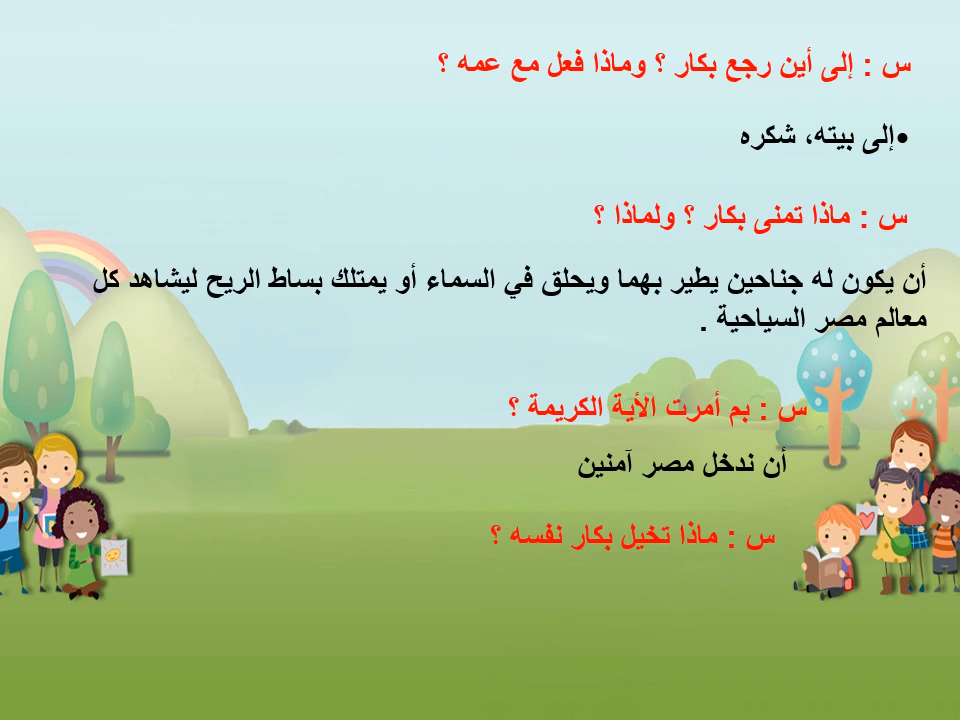 س : إلى أين رجع بكار ؟ وماذا فعل مع عمه ؟
•إلى بيته، شكره
س : ماذا تمنى بكار ؟ ولماذا ؟
أن يكون له جناحين يطير بهما ويحلق في السماء أو يمتلك بساط الريح ليشاهد كل
معالم مصر السياحية .
س : بم أمرت الأية الكريمة ؟
أن ندخل مصر آمنين
س : ماذا تخيل بكار نفسه ؟